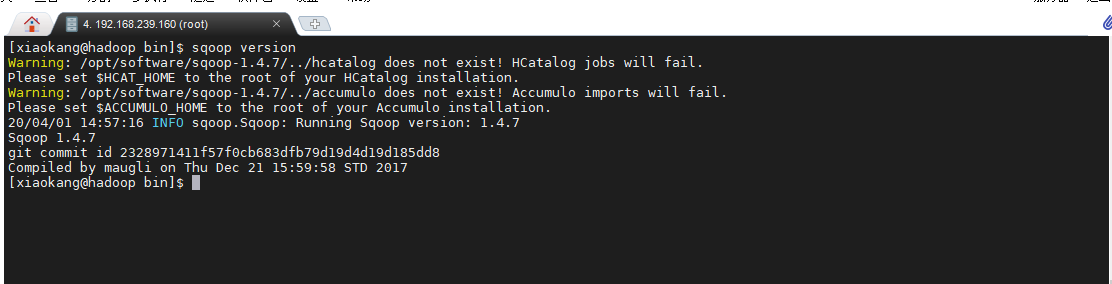 4. 192.168.239.160 (root)
[xiaokang@hadoop bin]$ sqoop version
Warning: /opt/software/sqoop-1.4.7/../hcatalog does not exist! HCatalog jobs will fail.
Please set $HCAT_HOME to the root of your HCatalog installation.
Warning: /opt/software/sqoop-1.4.7/../accumulo does not exist! Accumulo imports will fail.
Please set $ACCUMULO_HOME to the root of your Accumulo installation.
20/04/01 14:57:16 INFO sqoop.Sqoop: Running Sqoop version: 1.4.7
Sqoop 1.4.7
git commit id 2328971411f57f0cb683dfb79d19d4d19d185dd8
Compiled by maugli on Thu Dec 21 15:59:58 STD 2017
[xiaokang@hadoop bin]$